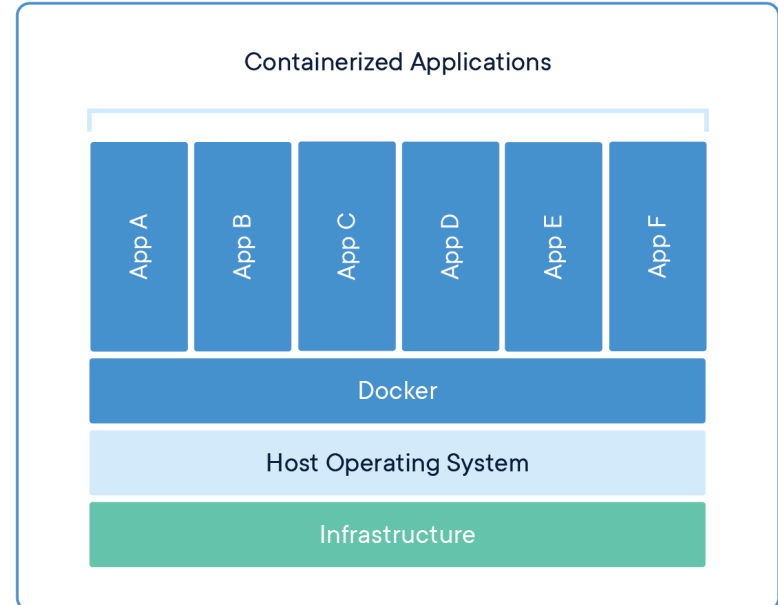 Containerized Applications
App A
App B
App C
App D
App E
App F
Docker
Host Operating System
Infrastructure